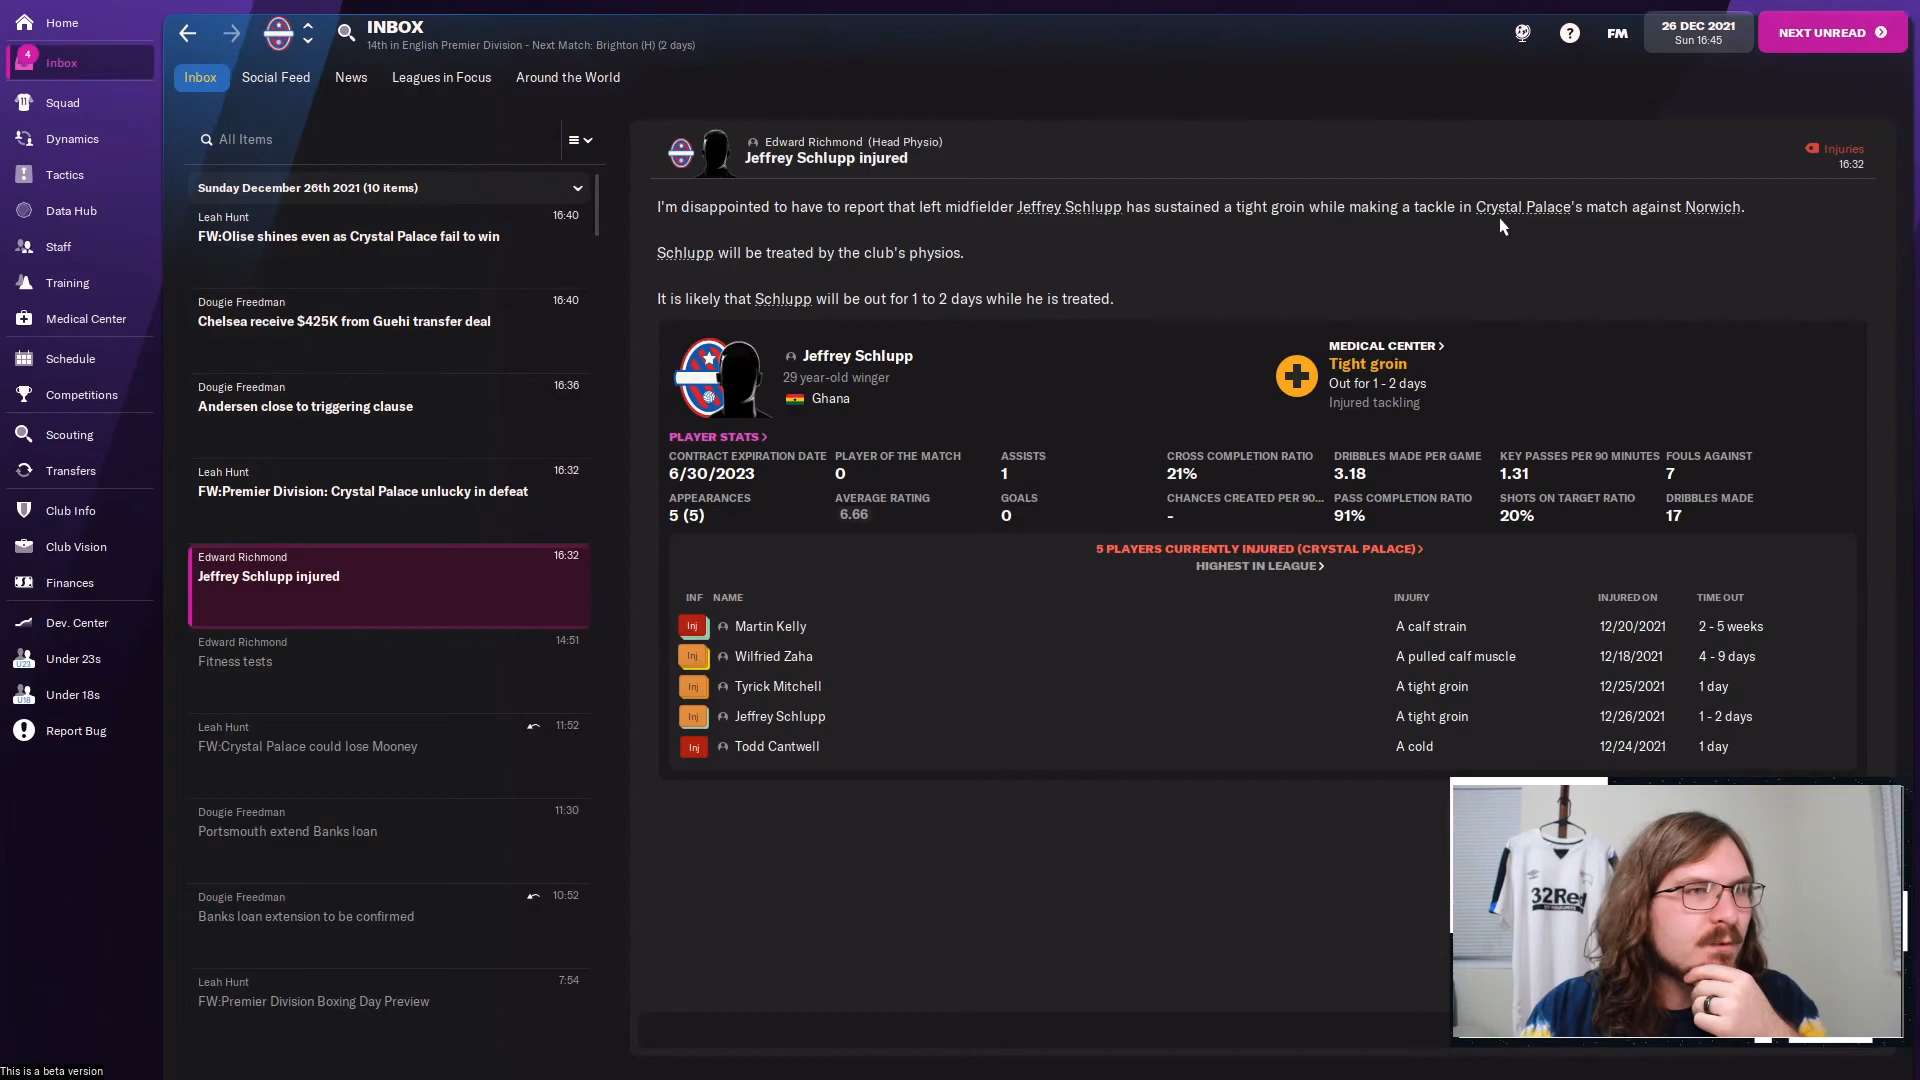 Home
4
Inbox
Squad
Dynamics
Tactics
Data Hub
Staff
Training
Medical Center
Schedule
Competitions
Scouting
Transfers
Club Info
Club Vision
Finances
Dev. Center
U23
Under 23s
U18
Under 18s
Report Bug
This is a beta version
INBOX
14th in English Premier Division - Next Match: Brighton (H) (2 days)
FM
26 DEC 2021
Sun 16:45
NEXT UNREAD
Inbox
Social Feed
News
Leagues in Focus
Around the World
All Items
Sunday December 26th 2021 (10 items)
Leah Hunt 16:40
FW:Olise shines even as Crystal Palace fail to win
Dougie Freedman 16:40
Chelsea receive $425K from Guehi transfer deal
Dougie Freedman 16:36
Andersen close to triggering clause
Leah Hunt 16:32
FW:Premier Division: Crystal Palace unlucky in defeat
Edward Richmond 16:32
Jeffrey Schlupp injured
Edward Richmond 14:51
Fitness tests
Leah Hunt 11:52
FW:Crystal Palace could lose Mooney
Dougie Freedman 11:30
Portsmouth extend Banks loan
Dougie Freedman 10:52
Banks loan extension to be confirmed
Leah Hunt 7:54
FW:Premier Division Boxing Day Preview
Edward Richmond (Head Physio)
Jeffrey Schlupp injured
Injuries
16:32
I'm disappointed to have to report that left midfielder Jeffrey Schlupp has sustained a tight groin while making a tackle in Crystal Palace's match against Norwich.
Schlupp will be treated by the club's physios.
It is likely that Schlupp will be out for 1 to 2 days while he is treated.
Jeffrey Schlupp
29 year-old winger
Ghana
MEDICAL CENTER >
Tight groin
Out for 1 - 2 days
Injured tackling
PLAYER STATS >
CONTRACT EXPIRATION DATE PLAYER OF THE MATCH ASSISTS CROSS COMPLETION RATIO DRIBBLES MADE PER GAME KEY PASSES PER 90 MINUTES FOULS AGAINST
6/30/2023 0 1 21% 3.18 1.31 7
APPEARANCES AVERAGE RATING GOALS CHANCES CREATED PER 90... PASS COMPLETION RATIO SHOTS ON TARGET RATIO DRIBBLES MADE
5 (5) 6.66 0 - 91% 20% 17
5 PLAYERS CURRENTLY INJURED (CRYSTAL PALACE) >
HIGHEST IN LEAGUE >
INF NAME INJURY INJURED ON TIME OUT
Inj Martin Kelly A calf strain 12/20/2021 2 - 5 weeks
Inj Wilfried Zaha A pulled calf muscle 12/18/2021 4 - 9 days
Inj Tyrick Mitchell A tight groin 12/25/2021 1 day
Inj Jeffrey Schlupp A tight groin 12/26/2021 1 - 2 days
Inj Todd Cantwell A cold 12/24/2021 1 day
32Red